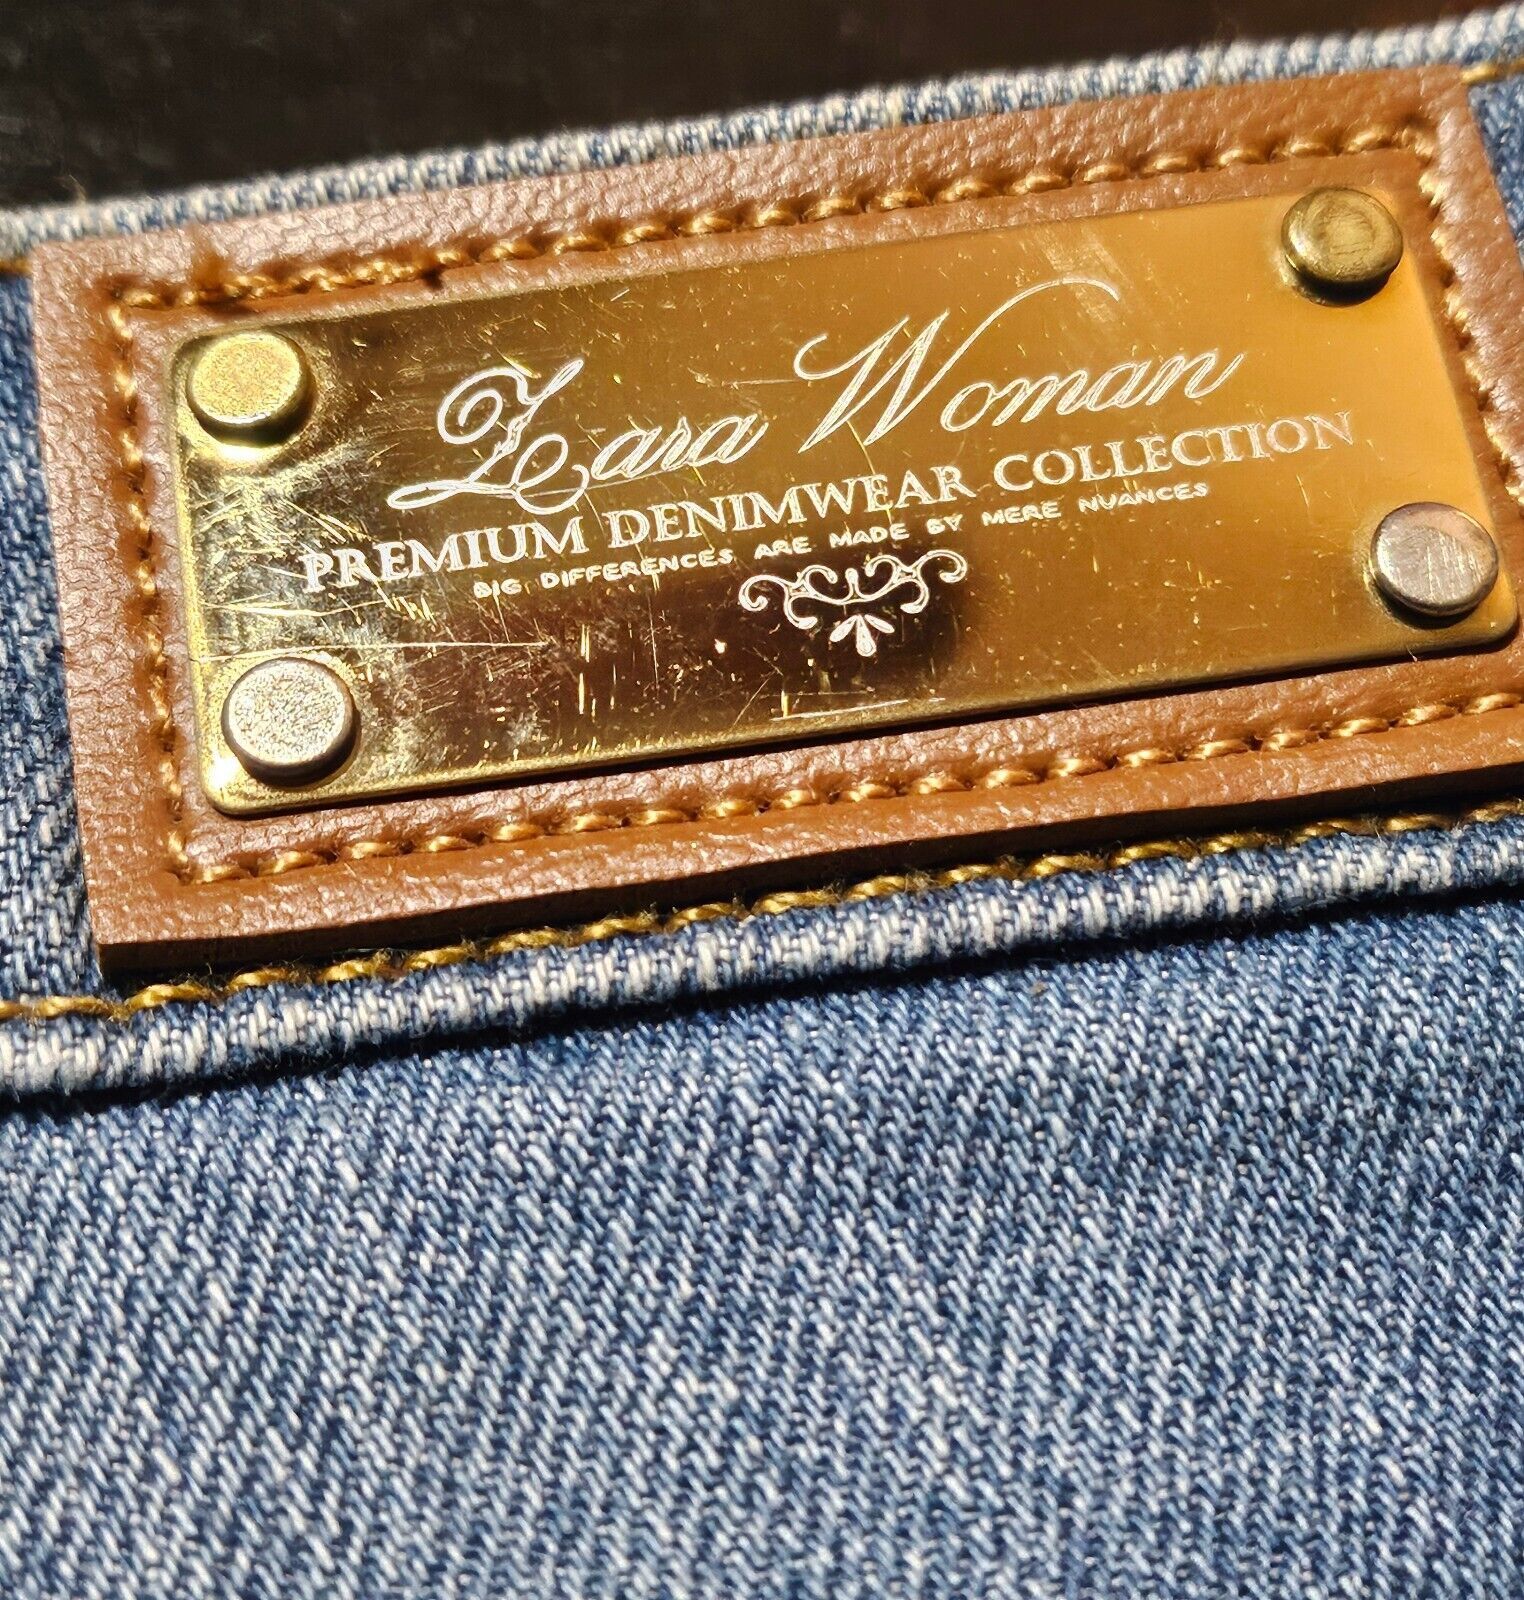 Zara Woman
PREMIUM DENIMWEAR COLLECTION
BIG DIFFERENCES ARE MADE BY MERE NUANCES